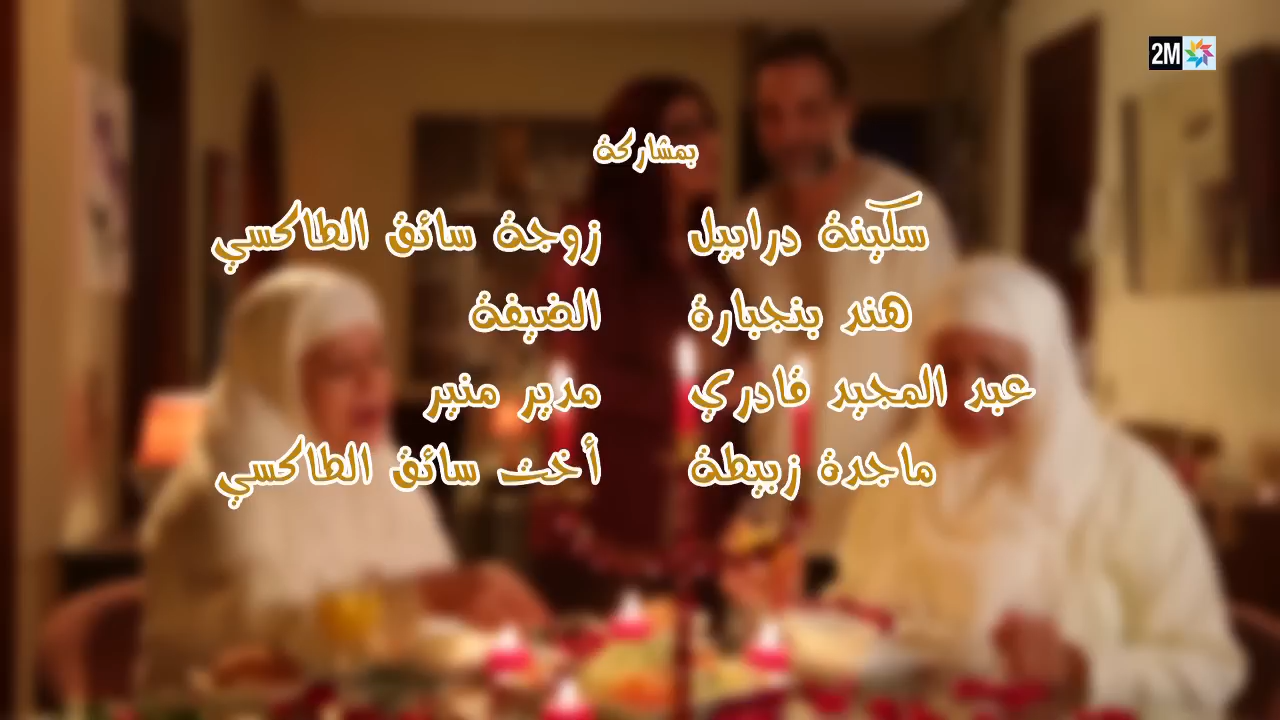 2M
بمشاركة
سكينة درابيل زوجة سائق الطاكسي
هند بنجبارة الضيفة
عبد المجيد قادري مدير منير
ماجدة زبيطة أخت سائق الطاكسي